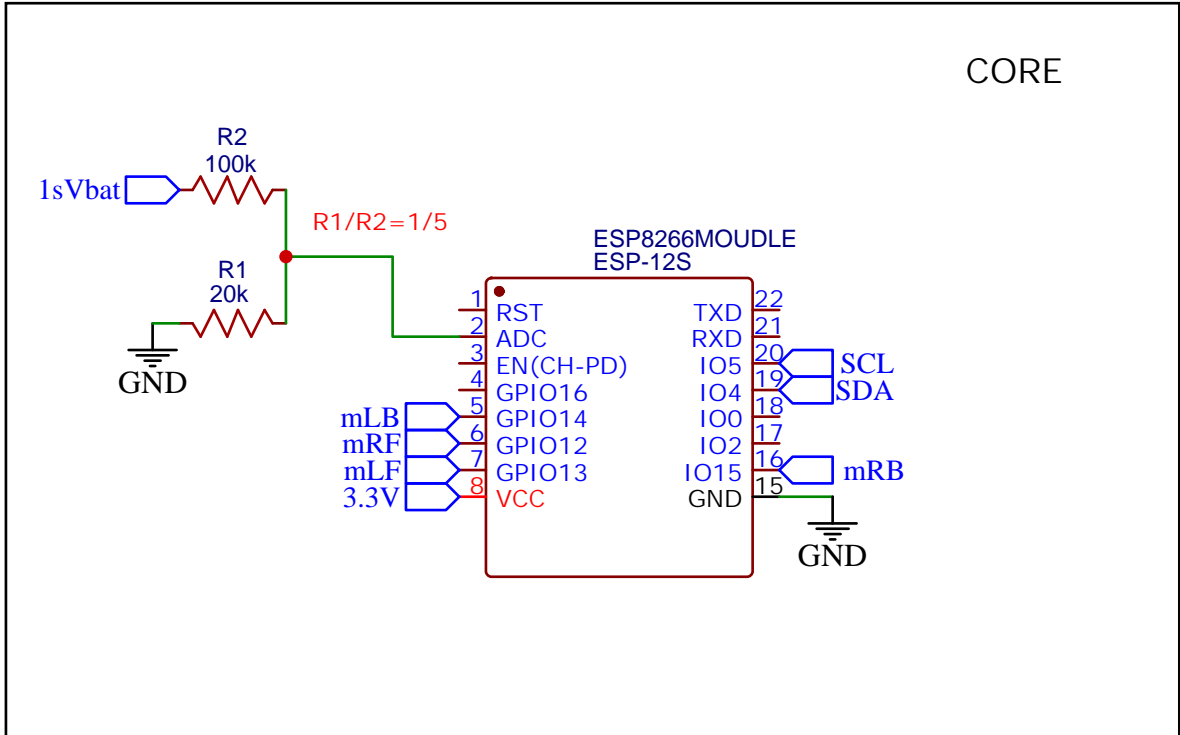 CORE
R2
100k
1sVbat
R1/R2=1/5
R1
20k
GND
ESP8266MOUDLE
ESP-12S
1 RST TXD 22
2 ADC RXD 21
3 EN(CH-PD) IO5 20 SCL
4 GPIO16 IO4 19 SDA
mLB 5 GPIO14 IO0 18
mRF 6 GPIO12 IO2 17
mLF 7 GPIO13 IO15 16 mRB
3.3V 8 VCC GND 15
GND